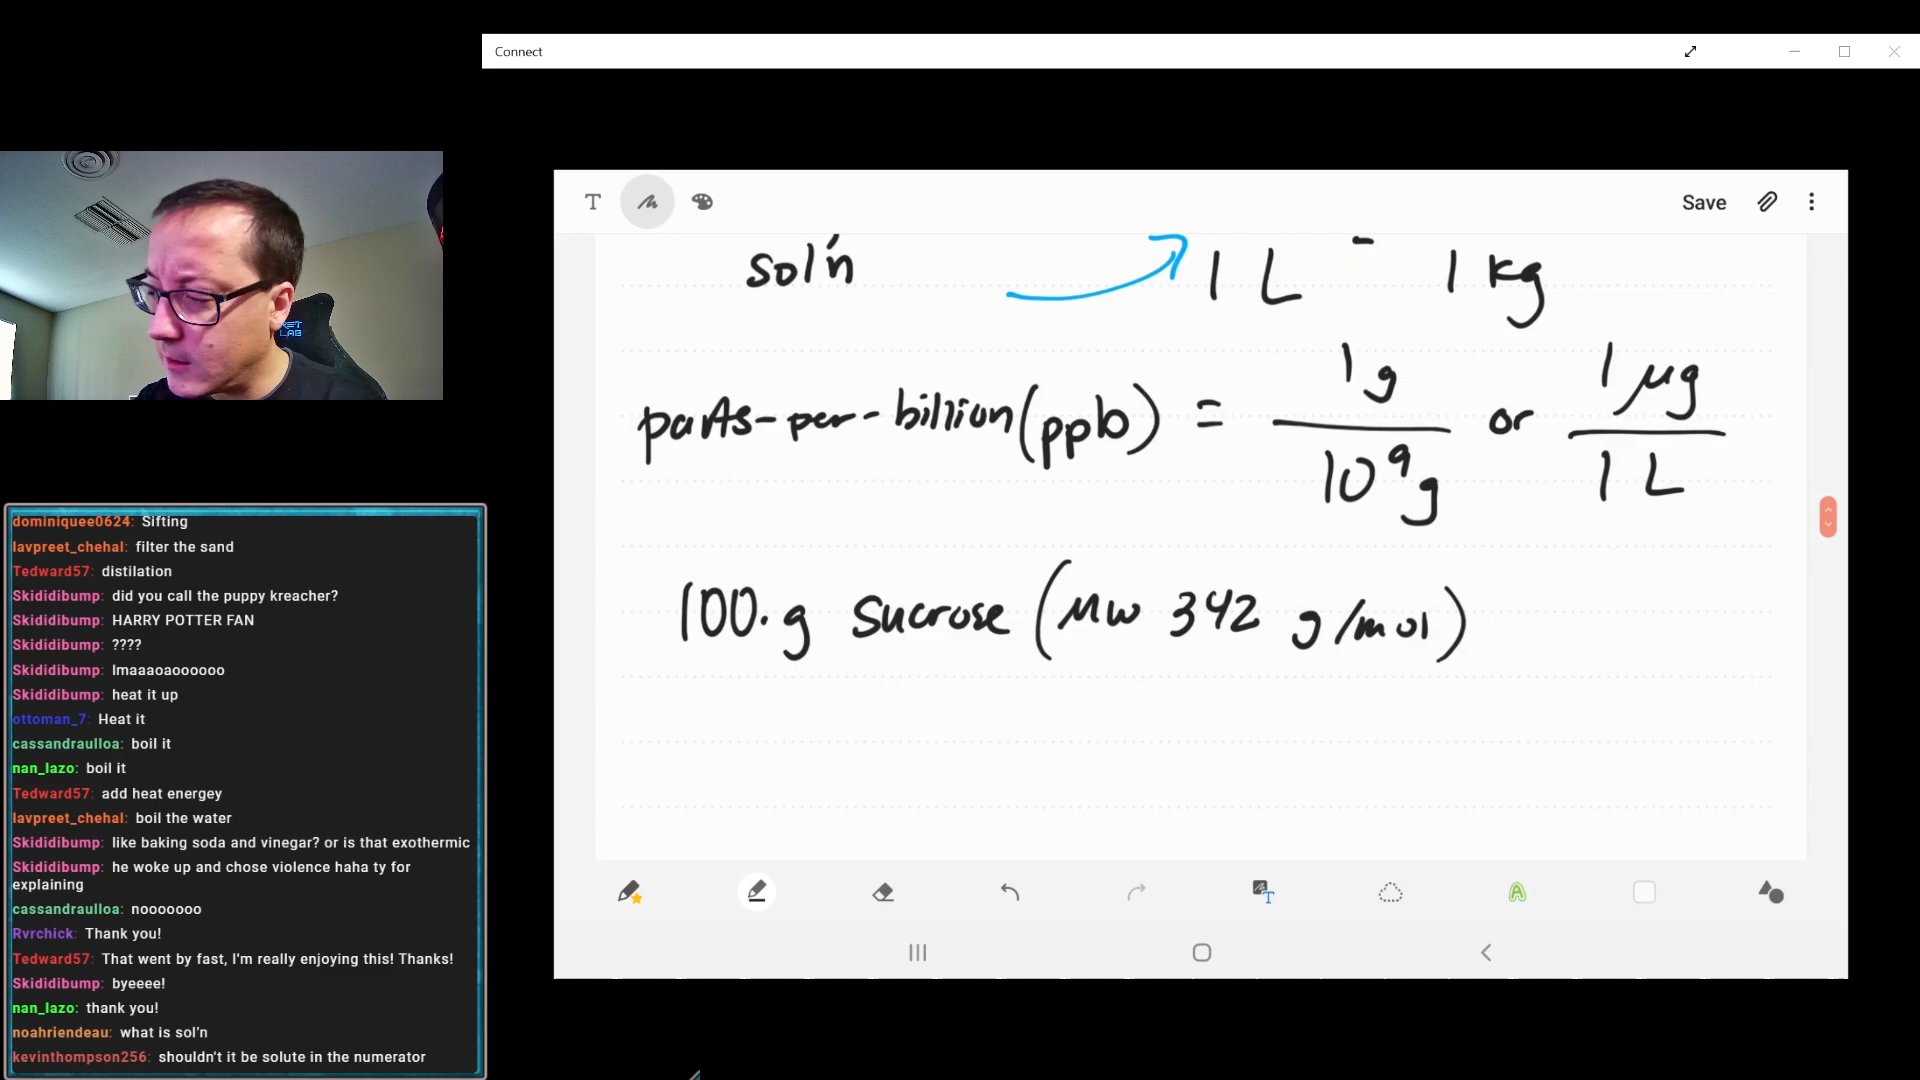 Connect
T
Save
sol'n
1 L
1 kg
parts-per-billion (ppb) = 1 g / 10⁹ g or 1 μg / 1 L
100. g sucrose (MW 342 g/mol)
dominiquee0624: Sifting
lavpreet_chehal: filter the sand
Tedward57: distilation
Skididibump: did you call the puppy kreacher?
Skididibump: HARRY POTTER FAN
Skididibump: ????
Skididibump: lmaaoaoooooo
Skididibump: heat it up
ottoman_7: Heat it
cassandraulloa: boil it
nan_lazo: boil it
Tedward57: add heat energey
lavpreet_chehal: boil the water
Skididibump: like baking soda and vinegar? or is that exothermic
Skididibump: he woke up and chose violence haha ty for
explaining
cassandraulloa: nooooooo
Rvrchick: Thank you!
Tedward57: That went by fast, I'm really enjoying this! Thanks!
Skididibump: byeeee!
nan_lazo: thank you!
noahriendeau: what is sol'n
kevinthompson256: shouldn't it be solute in the numerator